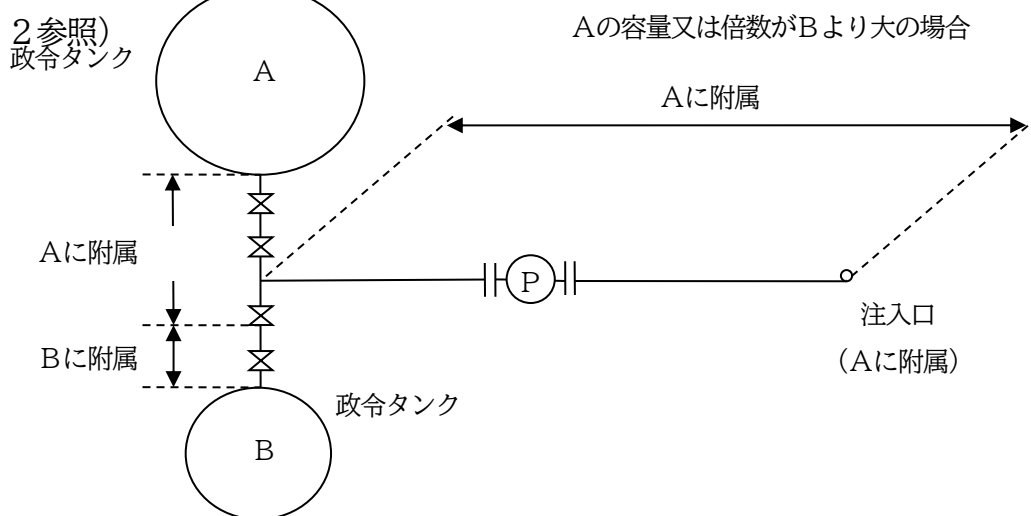 2参照)
Aの容量又は倍数がBより大の場合
政令タンク
A
Aに附属
Aに附属
P
注入口
Bに附属
(Aに附属)
政令タンク
B